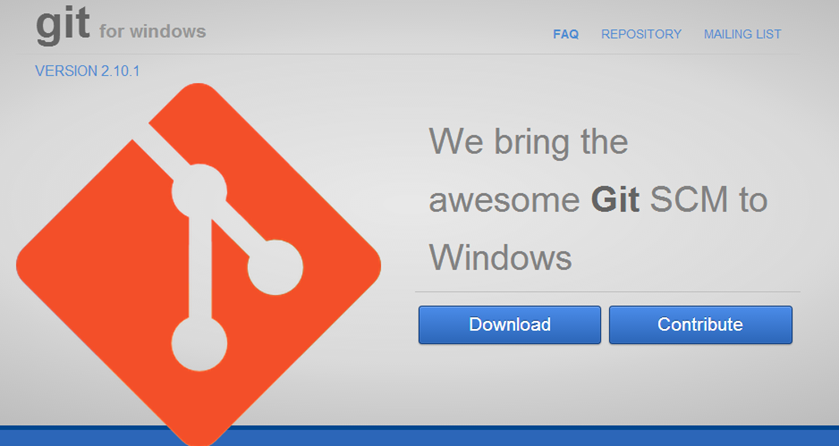 git for windows
FAQ REPOSITORY MAILING LIST
VERSION 2.10.1
We bring the
awesome Git SCM to
Windows
Download Contribute